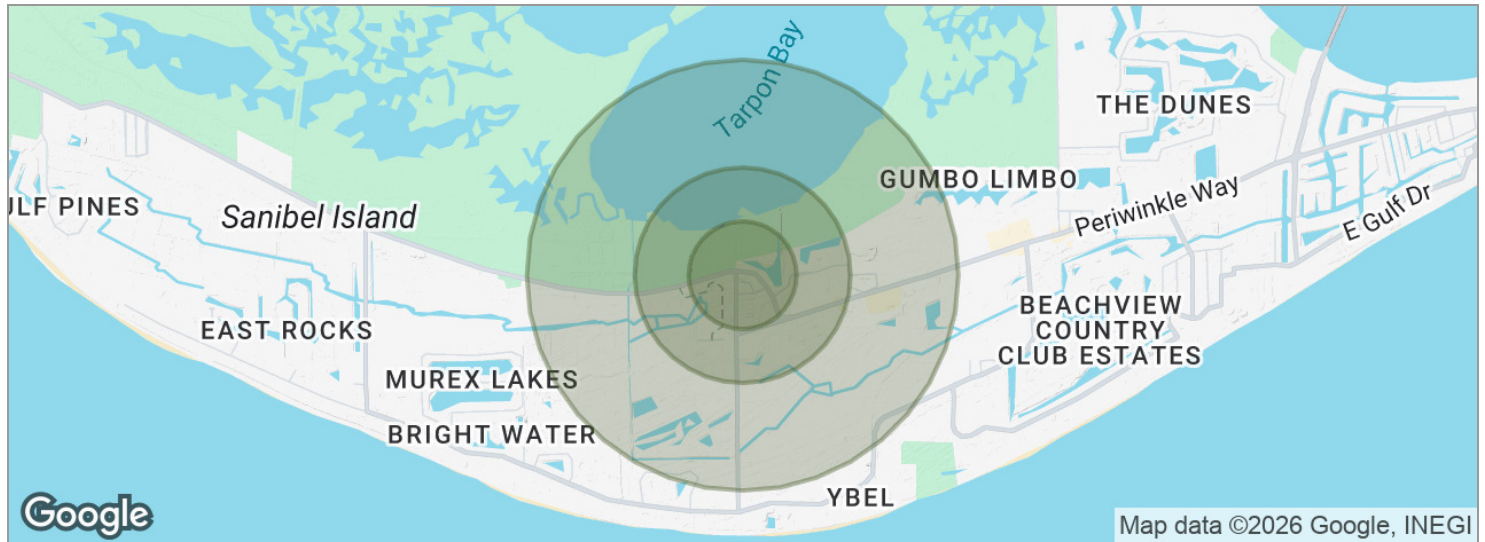 Tarpon Bay
THE DUNES
GUMBO LIMBO
JLF PINES
Sanibel Island
Periwinkle Way
E Gulf Dr
EAST ROCKS
BEACHVIEW
COUNTRY
CLUB ESTATES
MUREX LAKES
BRIGHT WATER
YBEL
Google
Map data ©2026 Google, INEGI